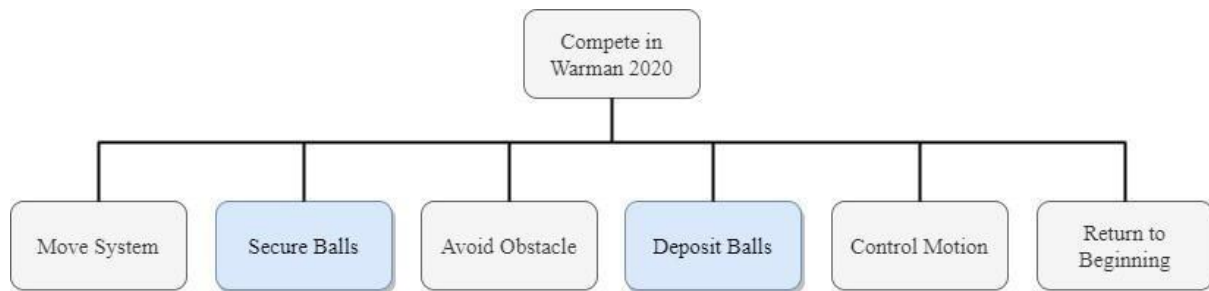 Compete in
Warman 2020
Move System
Secure Balls
Avoid Obstacle
Deposit Balls
Control Motion
Return to
Beginning